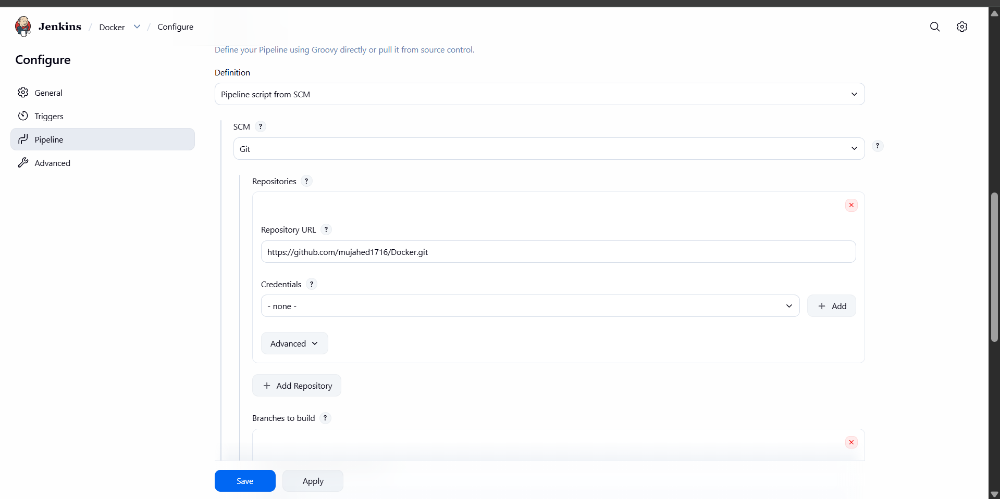 Jenkins / Docker / Configure
Configure
General
Triggers
Pipeline
Advanced
Define your Pipeline using Groovy directly or pull it from source control.
Definition
Pipeline script from SCM
SCM ?
Git
?
Repositories ?
Repository URL ?
https://github.com/mujahed1716/Docker.git
Credentials ?
- none -
+ Add
Advanced
+ Add Repository
Branches to build ?
Save
Apply